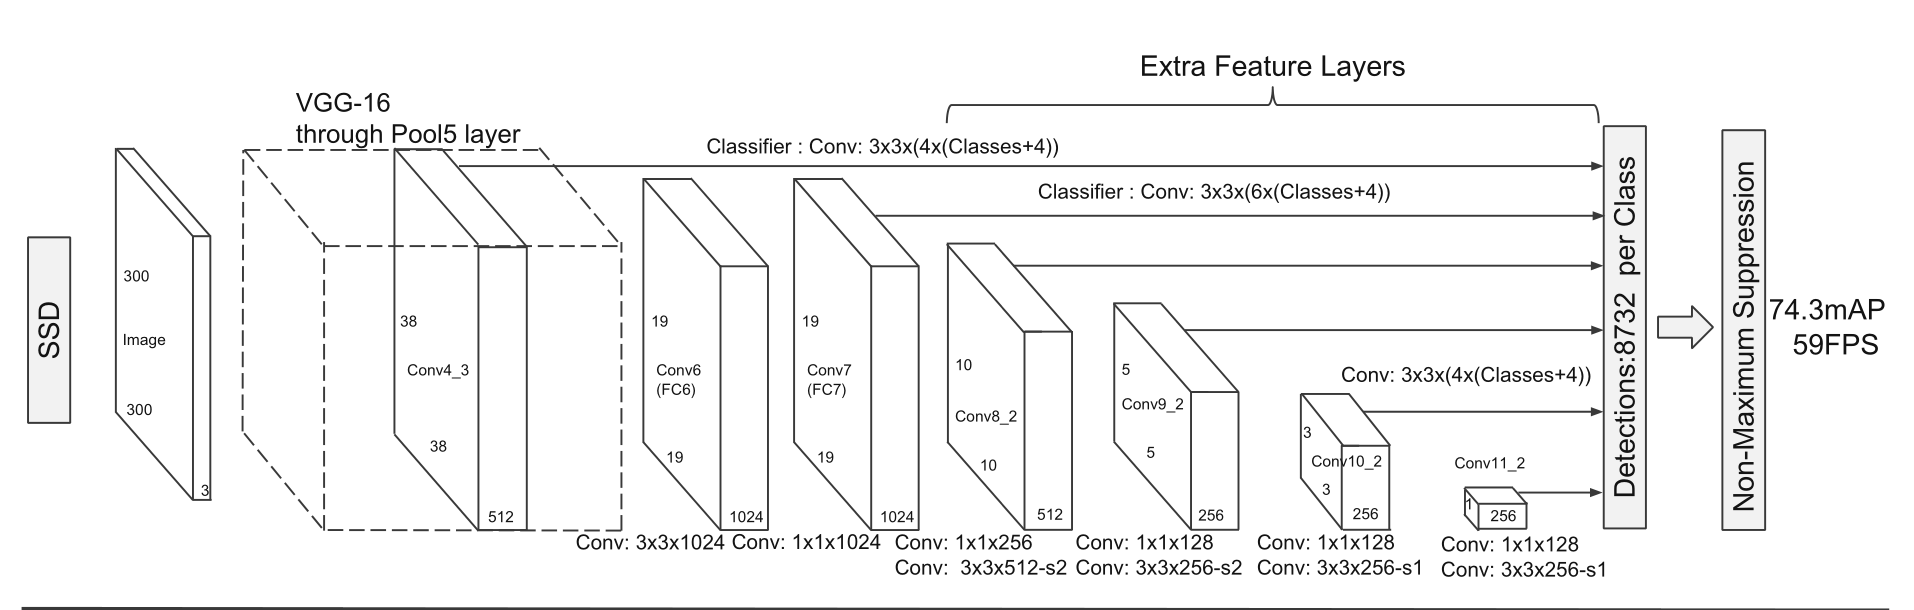 Extra Feature Layers
VGG-16
through Pool5 layer
Classifier : Conv: 3x3x(4x(Classes+4))
Classifier : Conv: 3x3x(6x(Classes+4))
SSD
300
Image
300
3
38
Conv4_3
38
512
19
Conv6
(FC6)
19
1024
19
Conv7
(FC7)
19
1024
10
Conv8_2
10
512
5
Conv9_2
5
256
Conv: 3x3x(4x(Classes+4))
3
Conv10_2
3
256
Conv11_2
1
256
Conv: 3x3x1024
Conv: 1x1x1024
Conv: 1x1x256
Conv: 3x3x512-s2
Conv: 1x1x128
Conv: 3x3x256-s2
Conv: 1x1x128
Conv: 3x3x256-s1
Conv: 1x1x128
Conv: 3x3x256-s1
Detections:8732 per Class
Non-Maximum Suppression
74.3mAP
59FPS